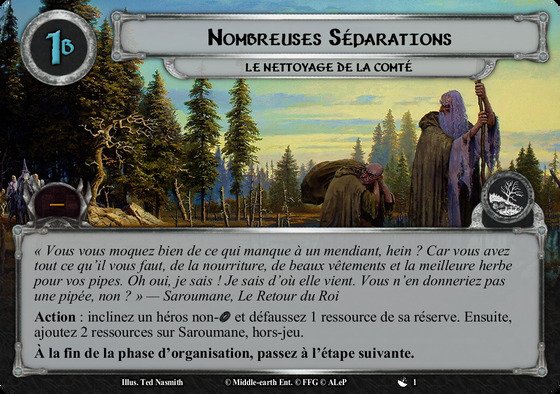 1B
Nombreuses Séparations
Le Nettoyage de la Comté
–
« Vous vous moquez bien de ce qui manque à un mendiant, hein ? Car vous avez
tout ce qu'il vous faut, de la nourriture, de beaux vêtements et la meilleure herbe
pour vos pipes. Oh oui, je sais ! Je sais d'où elle vient. Vous n'en donneriez pas
une pipée, non ? » — Saroumane, Le Retour du Roi
Action : inclinez un héros non- et défaussez 1 ressource de sa réserve. Ensuite,
ajoutez 2 ressources sur Saroumane, hors-jeu.
À la fin de la phase d'organisation, passez à l'étape suivante.
Illus. Ted Nasmith © Middle-earth Ent. © FFG © ALeP 1